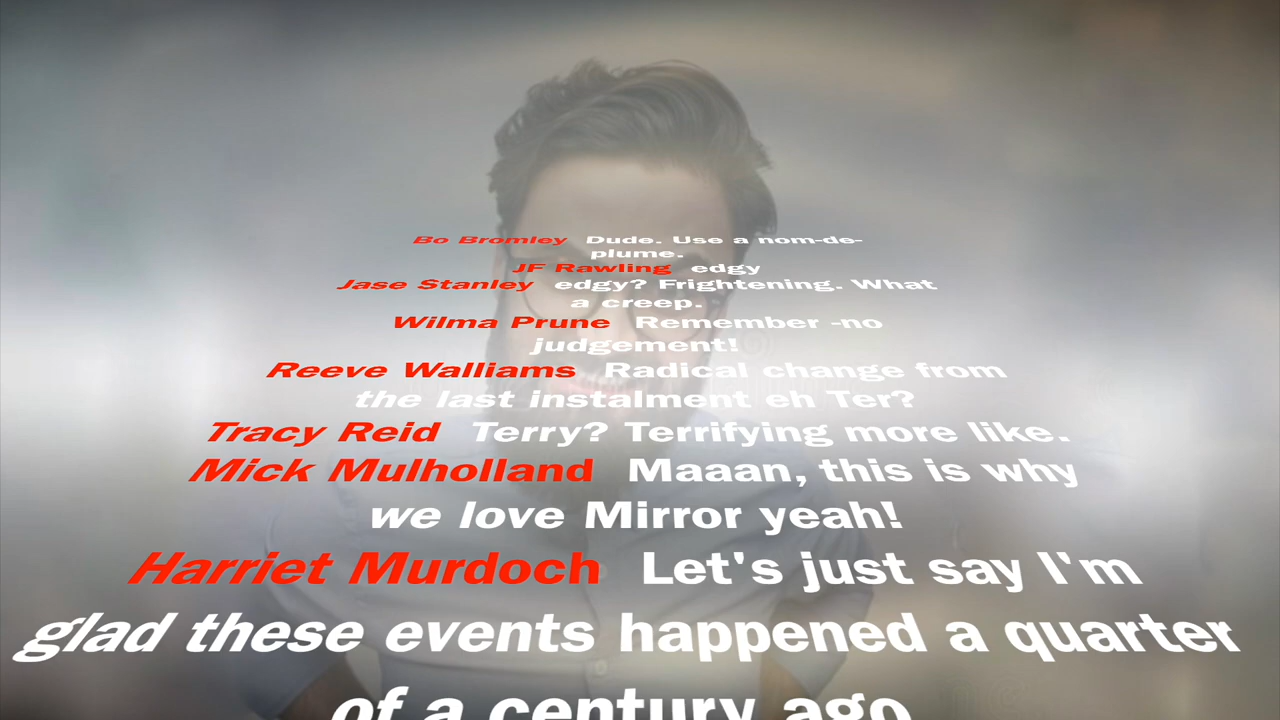 Bo Bromley Dude. Use a nom-de-
plume.
JF Rawling edgy
Jase Stanley edgy? Frightening. What
a creep.
Wilma Prune Remember -no
judgement!
Reeve Walliams Radical change from
the last instalment eh Ter?
Tracy Reid Terry? Terrifying more like.
Mick Mulholland Maaan, this is why
we love Mirror yeah!
Harriet Murdoch Let's just say I'm
glad these events happened a quarter
of a century ago